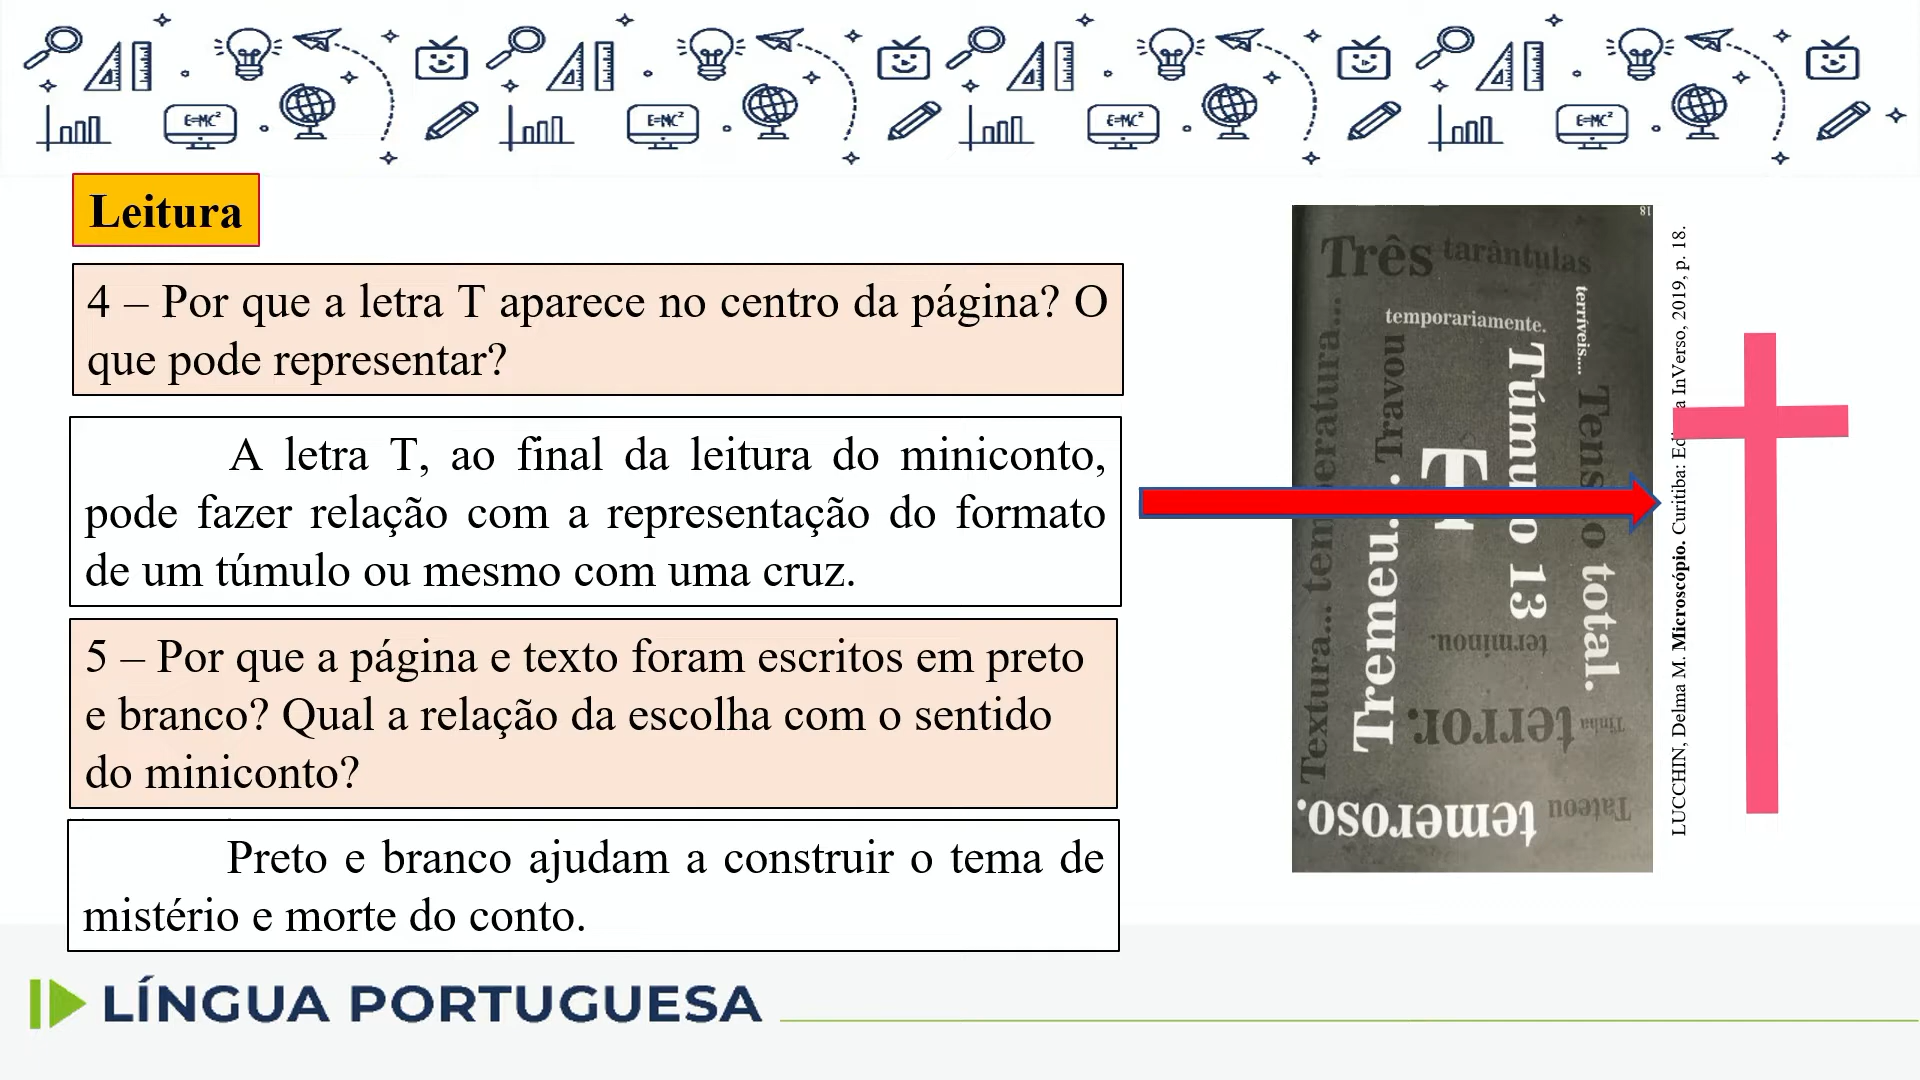 E=MC²
E=MC²
E=MC²
E=MC²
Leitura
4 – Por que a letra T aparece no centro da página? O
que pode representar?
A letra T, ao final da leitura do miniconto,
pode fazer relação com a representação do formato
de um túmulo ou mesmo com uma cruz.
5 – Por que a página e texto foram escritos em preto
e branco? Qual a relação da escolha com o sentido
do miniconto?
Preto e branco ajudam a construir o tema de
mistério e morte do conto.
18
Três tarântulas
terríveis...
Tenso total.
Tinha terror.
Tateou temeroso.
Textura...
Tremeu...
Travou
temporariamente.
Túmulo 13
terminou.
T
LUCCHIN, Delma M. Microscópio. Curitiba: InVerso, 2019, p. 18.
LÍNGUA PORTUGUESA